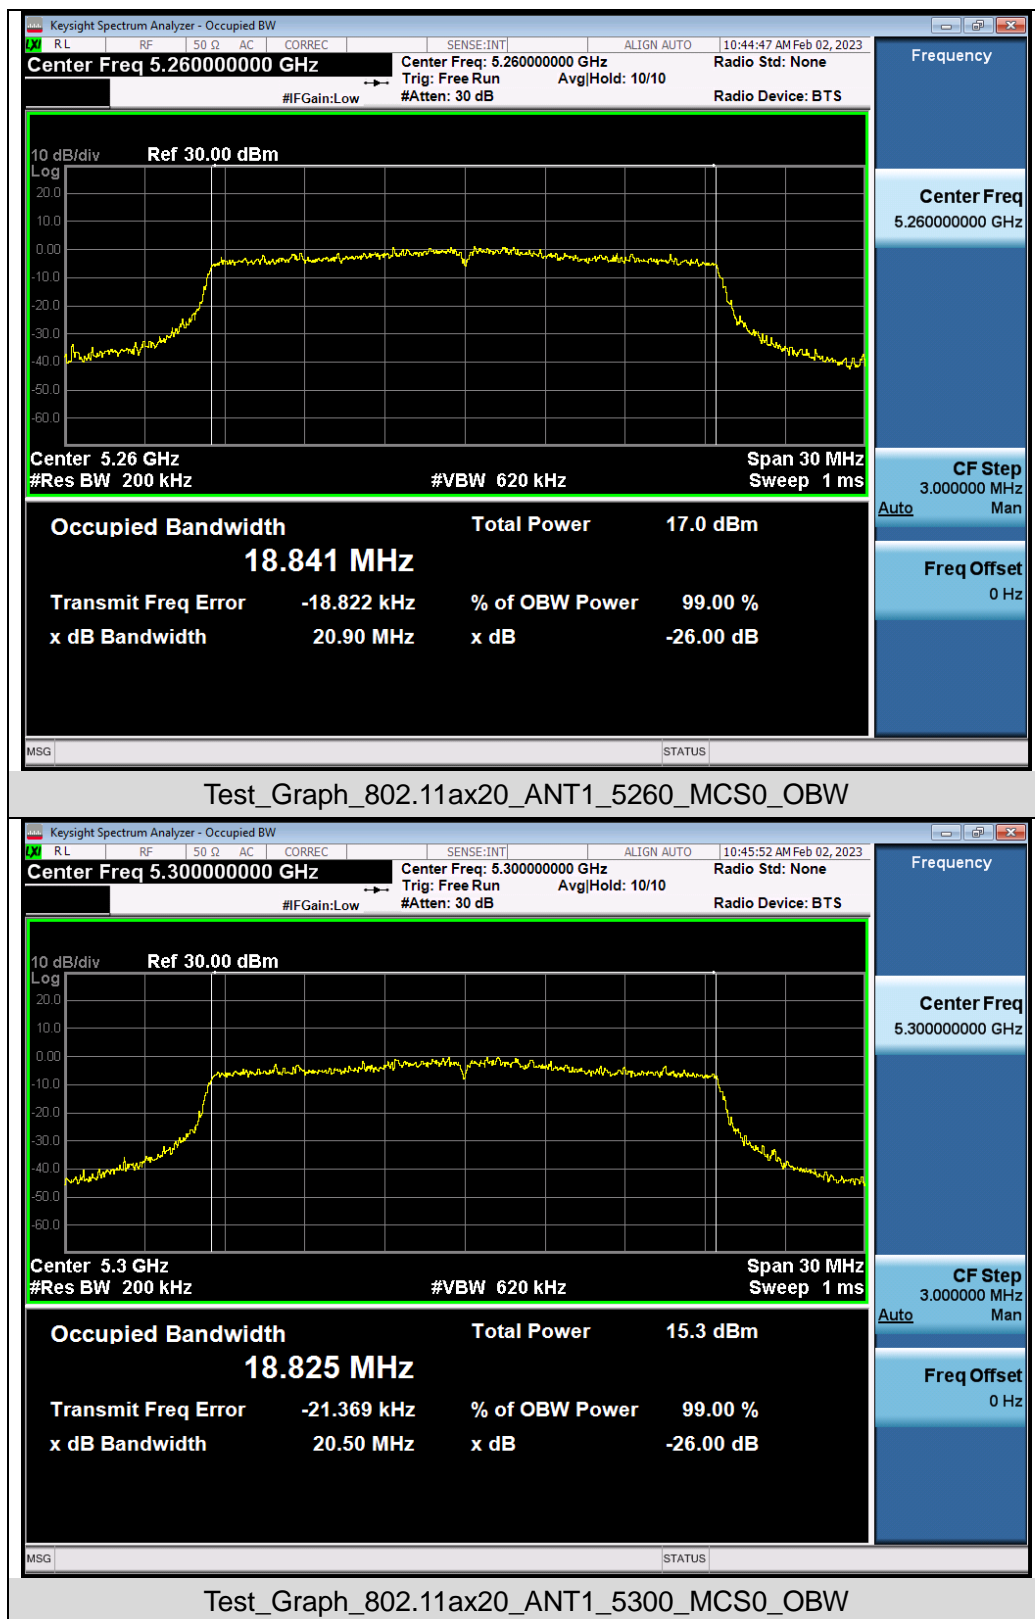 Keysight Spectrum Analyzer - Occupied BW
LXI RL RF 50 Ω AC CORREC SENSE:INT ALIGN AUTO 10:44:47 AM Feb 02, 2023
Center Freq 5.260000000 GHz
Center Freq: 5.260000000 GHz
Radio Std: None
Trig: Free Run Avg|Hold: 10/10
#IFGain:Low #Atten: 30 dB Radio Device: BTS
10 dB/div Ref 30.00 dBm
Log
20.0
10.0
0.00
-10.0
-20.0
-30.0
-40.0
-50.0
-60.0
Center 5.26 GHz Span 30 MHz
#Res BW 200 kHz #VBW 620 kHz Sweep 1 ms
Occupied Bandwidth Total Power 17.0 dBm
18.841 MHz
Transmit Freq Error -18.822 kHz % of OBW Power 99.00 %
x dB Bandwidth 20.90 MHz x dB -26.00 dB
MSG STATUS
Frequency
Center Freq
5.260000000 GHz
CF Step
3.000000 MHz
Auto Man
Freq Offset
0 Hz
Test_Graph_802.11ax20_ANT1_5260_MCS0_OBW
Keysight Spectrum Analyzer - Occupied BW
LXI RL RF 50 Ω AC CORREC SENSE:INT ALIGN AUTO 10:45:52 AM Feb 02, 2023
Center Freq 5.300000000 GHz
Center Freq: 5.300000000 GHz
Radio Std: None
Trig: Free Run Avg|Hold: 10/10
#IFGain:Low #Atten: 30 dB Radio Device: BTS
10 dB/div Ref 30.00 dBm
Log
20.0
10.0
0.00
-10.0
-20.0
-30.0
-40.0
-50.0
-60.0
Center 5.3 GHz Span 30 MHz
#Res BW 200 kHz #VBW 620 kHz Sweep 1 ms
Occupied Bandwidth Total Power 15.3 dBm
18.825 MHz
Transmit Freq Error -21.369 kHz % of OBW Power 99.00 %
x dB Bandwidth 20.50 MHz x dB -26.00 dB
MSG STATUS
Frequency
Center Freq
5.300000000 GHz
CF Step
3.000000 MHz
Auto Man
Freq Offset
0 Hz
Test_Graph_802.11ax20_ANT1_5300_MCS0_OBW